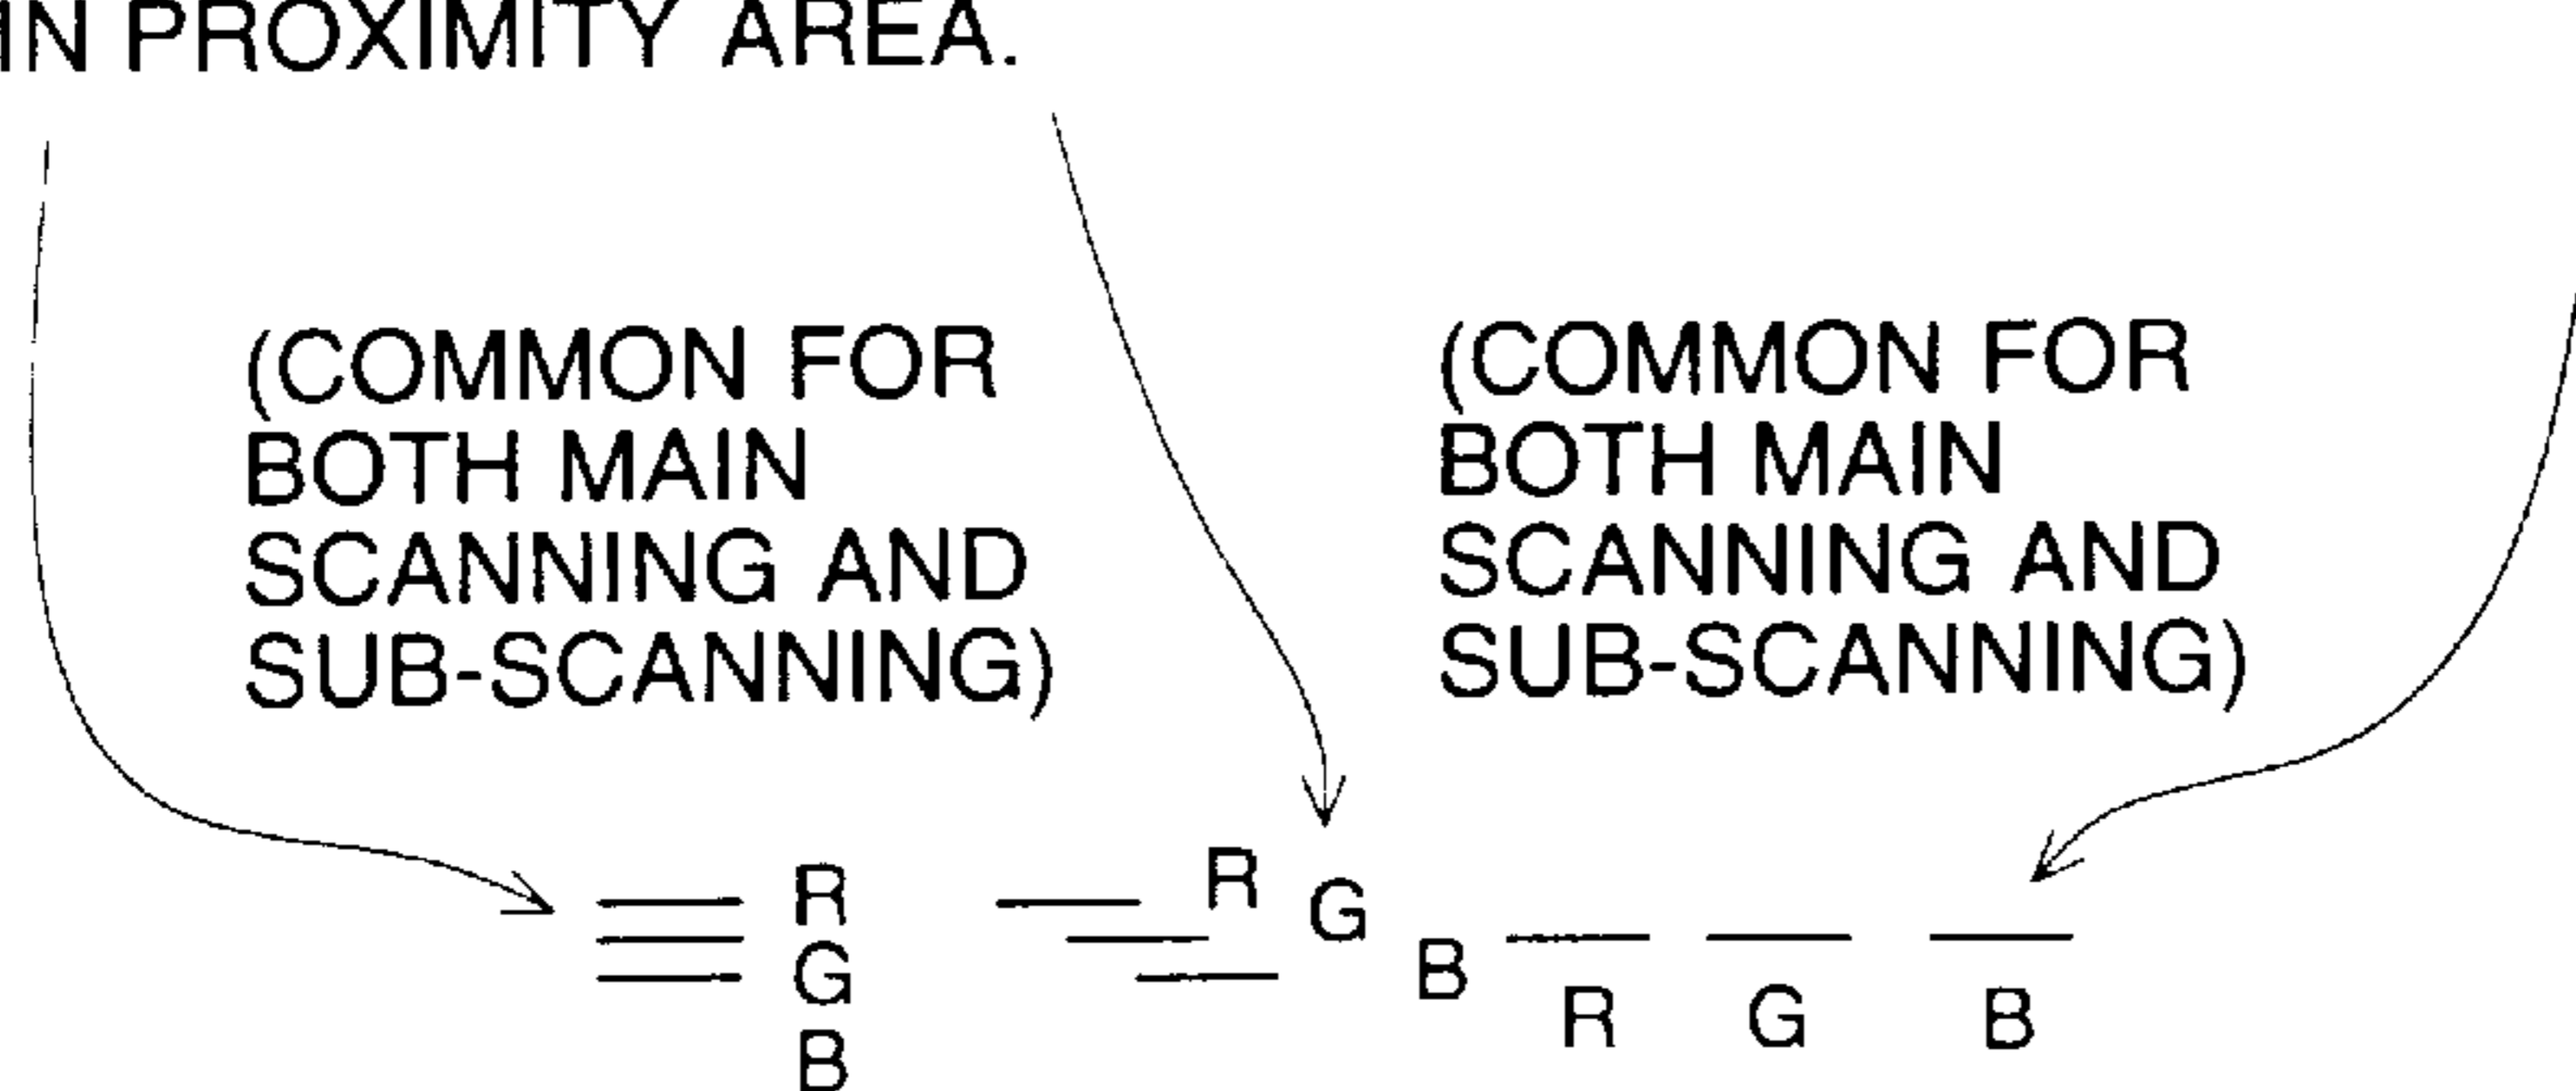 IN PROXIMITY AREA.
(COMMON FOR
BOTH MAIN
SCANNING AND
SUB-SCANNING)
(COMMON FOR
BOTH MAIN
SCANNING AND
SUB-SCANNING)
R
G
B
R
G
B
R G B